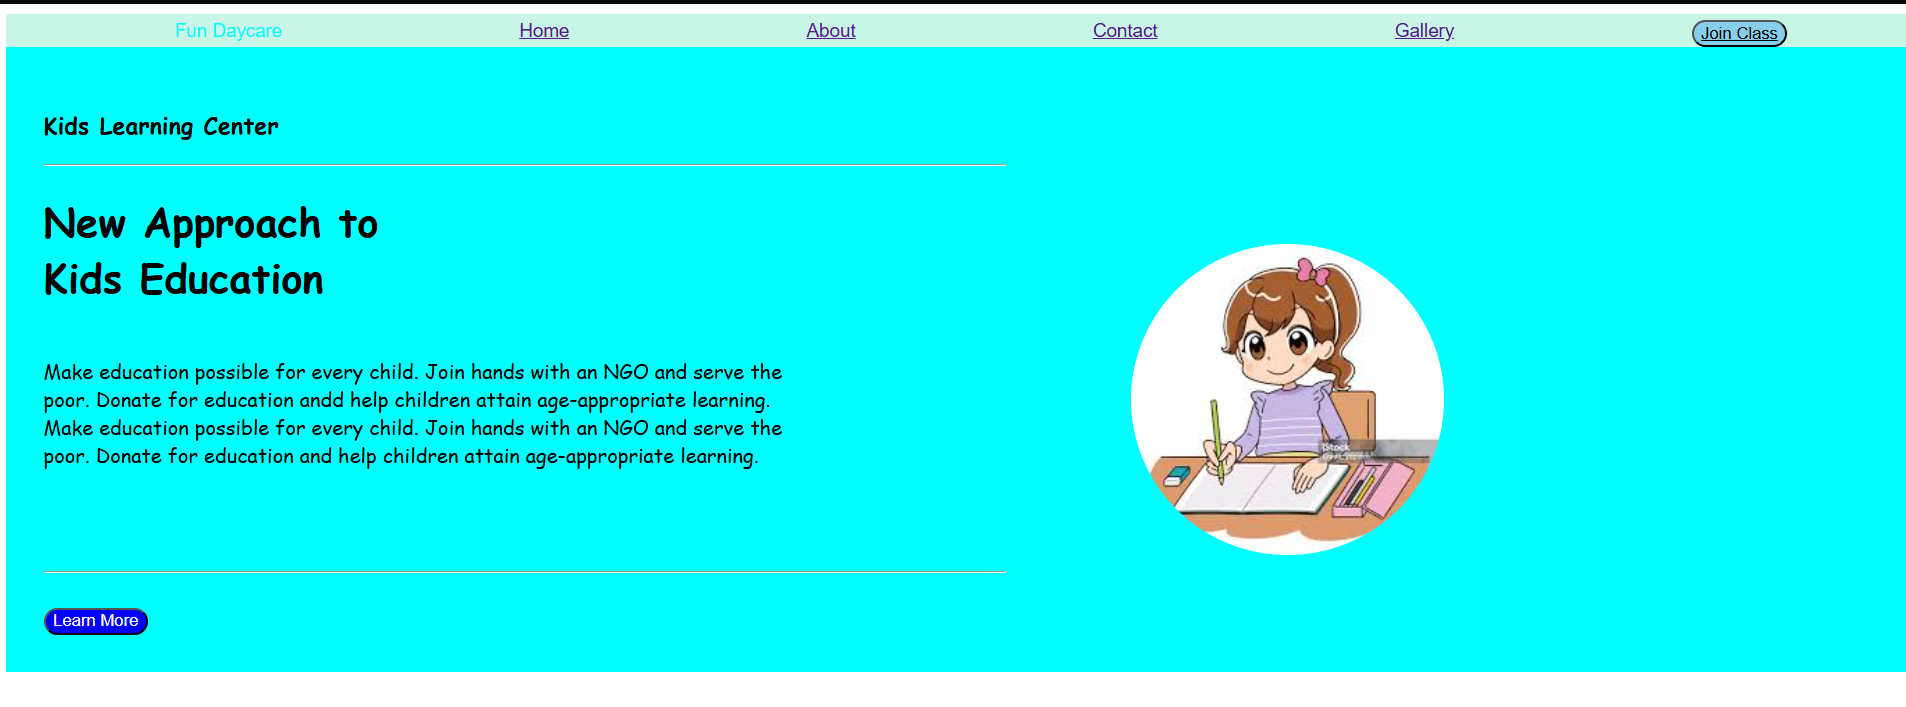 Fun Daycare Home About Contact Gallery Join Class
Kids Learning Center
New Approach to
Kids Education
Make education possible for every child. Join hands with an NGO and serve the
poor. Donate for education andd help children attain age-appropriate learning.
Make education possible for every child. Join hands with an NGO and serve the
poor. Donate for education and help children attain age-appropriate learning.
iStock
Learn More